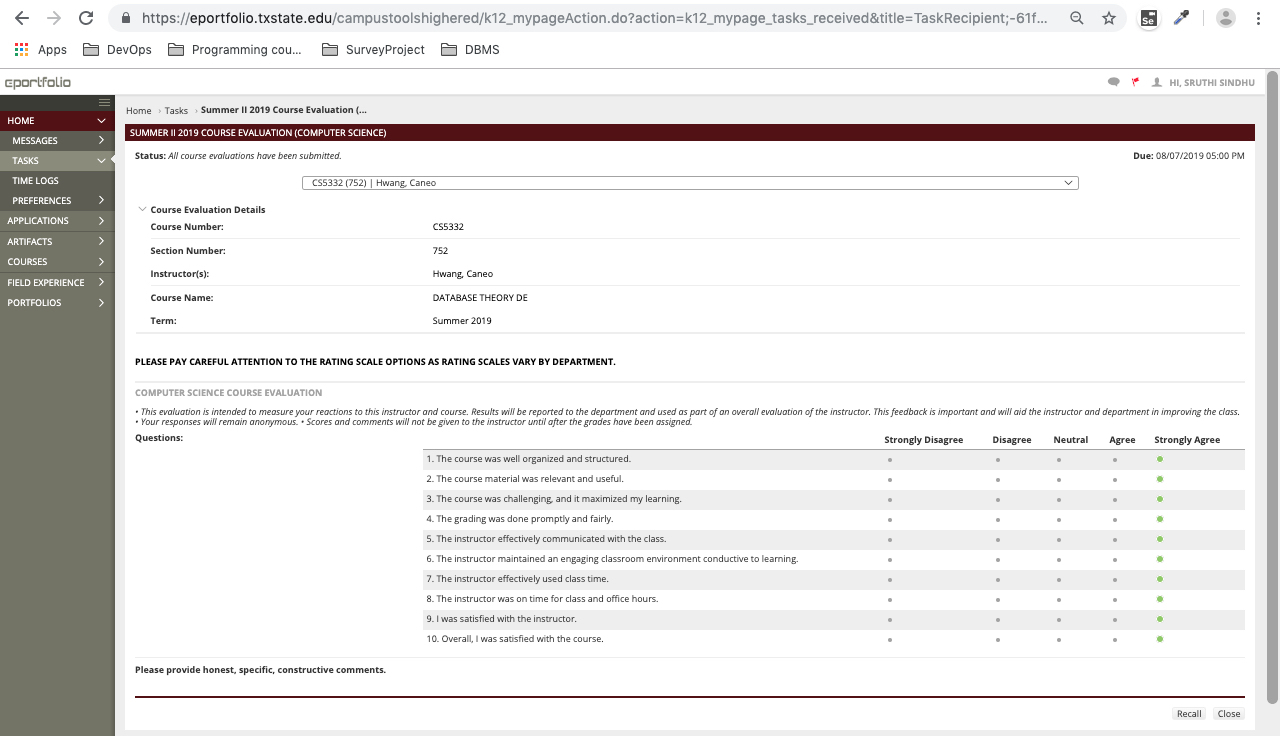 https://eportfolio.txstate.edu/campustoolshighered/k12_mypageAction.do?action=k12_mypage_tasks_received&title=TaskRecipient;-61f...
Se
Apps DevOps Programming cou... SurveyProject DBMS
eportfolio
HI, SRUTHI SINDHU
HOME
MESSAGES
TASKS
TIME LOGS
PREFERENCES
APPLICATIONS
ARTIFACTS
COURSES
FIELD EXPERIENCE
PORTFOLIOS
Home › Tasks › Summer II 2019 Course Evaluation (...
SUMMER II 2019 COURSE EVALUATION (COMPUTER SCIENCE)
Status: All course evaluations have been submitted. Due: 08/07/2019 05:00 PM
CS5332 (752) | Hwang, Caneo
Course Evaluation Details
Course Number: CS5332
Section Number: 752
Instructor(s): Hwang, Caneo
Course Name: DATABASE THEORY DE
Term: Summer 2019
PLEASE PAY CAREFUL ATTENTION TO THE RATING SCALE OPTIONS AS RATING SCALES VARY BY DEPARTMENT.
COMPUTER SCIENCE COURSE EVALUATION
• This evaluation is intended to measure your reactions to this instructor and course. Results will be reported to the department and used as part of an overall evaluation of the instructor. This feedback is important and will aid the instructor and department in improving the class.
• Your responses will remain anonymous. • Scores and comments will not be given to the instructor until after the grades have been assigned.
Questions: Strongly Disagree Disagree Neutral Agree Strongly Agree
1. The course was well organized and structured.
2. The course material was relevant and useful.
3. The course was challenging, and it maximized my learning.
4. The grading was done promptly and fairly.
5. The instructor effectively communicated with the class.
6. The instructor maintained an engaging classroom environment conductive to learning.
7. The instructor effectively used class time.
8. The instructor was on time for class and office hours.
9. I was satisfied with the instructor.
10. Overall, I was satisfied with the course.
Please provide honest, specific, constructive comments.
Recall Close